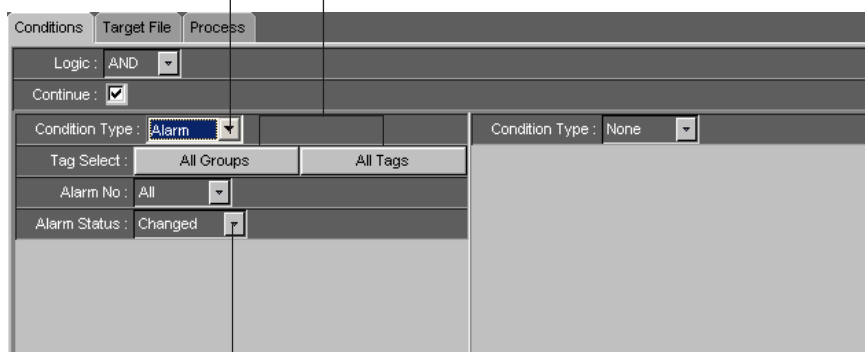 Conditions Target File Process
Logic : AND
Continue :
Condition Type : Alarm
Condition Type : None
Tag Select : All Groups All Tags
Alarm No : All
Alarm Status : Changed